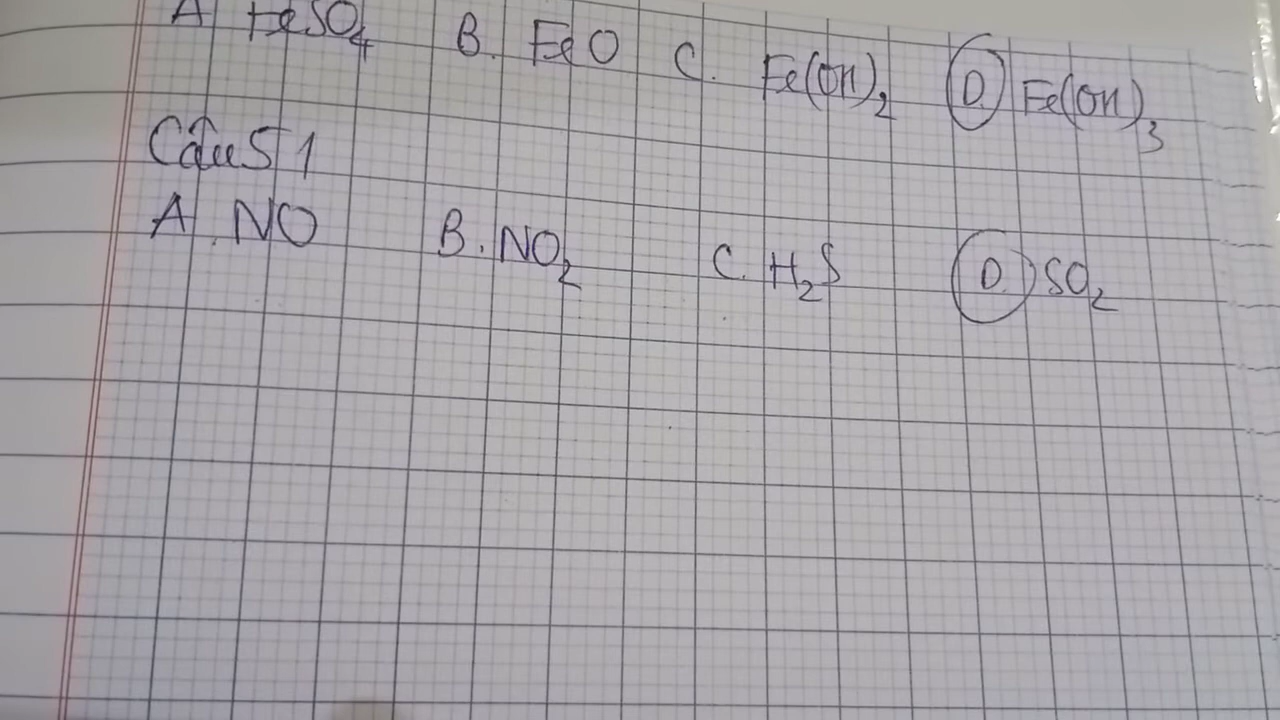 A FeSO4 B. FeO C. Fe(OH)2 D. Fe(OH)3
Câu 51
A. NO B. NO2 C. H2S D. SO2